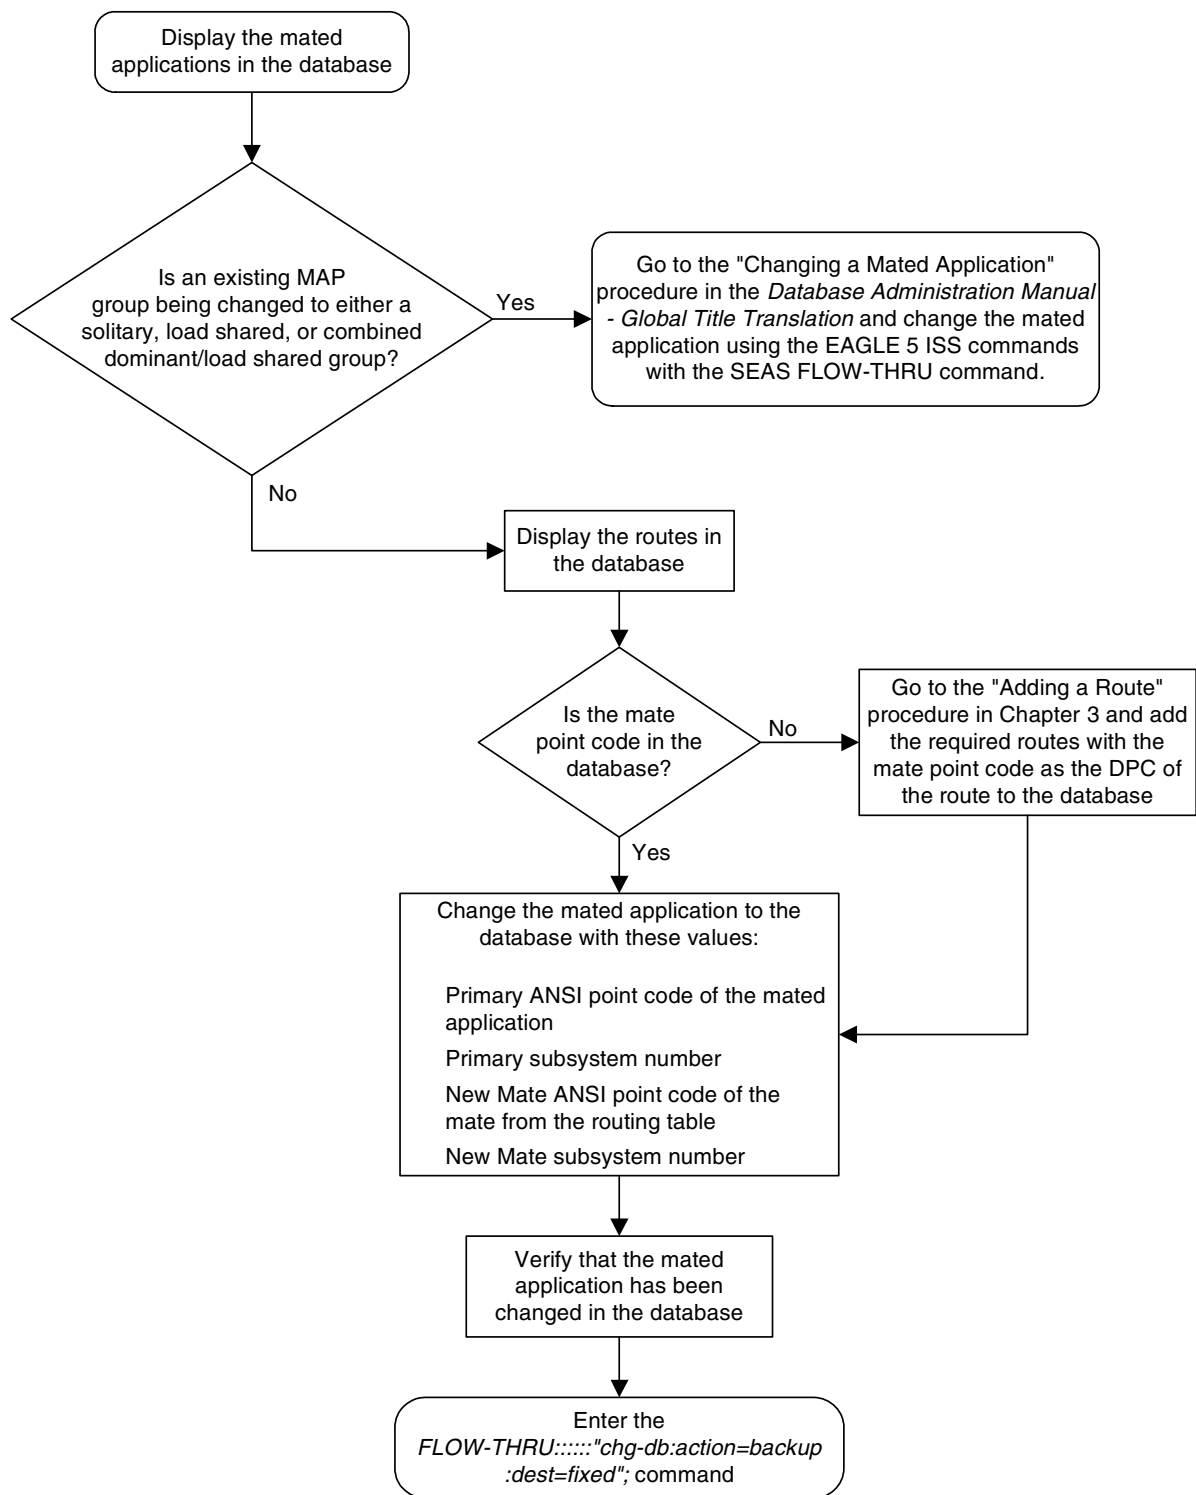 Display the mated
applications in the database
Is an existing MAP
group being changed to either a
solitary, load shared, or combined
dominant/load shared group?
Yes
Go to the "Changing a Mated Application"
procedure in the Database Administration Manual
- Global Title Translation and change the mated
application using the EAGLE 5 ISS commands
with the SEAS FLOW-THRU command.
No
Display the routes in
the database
Is the mate
point code in the
database?
No
Go to the "Adding a Route"
procedure in Chapter 3 and add
the required routes with the
mate point code as the DPC of
the route to the database
Yes
Change the mated application to the
database with these values:
Primary ANSI point code of the mated
application
Primary subsystem number
New Mate ANSI point code of the
mate from the routing table
New Mate subsystem number
Verify that the mated
application has been
changed in the database
Enter the
FLOW-THRU::::::"chg-db:action=backup
:dest=fixed"; command